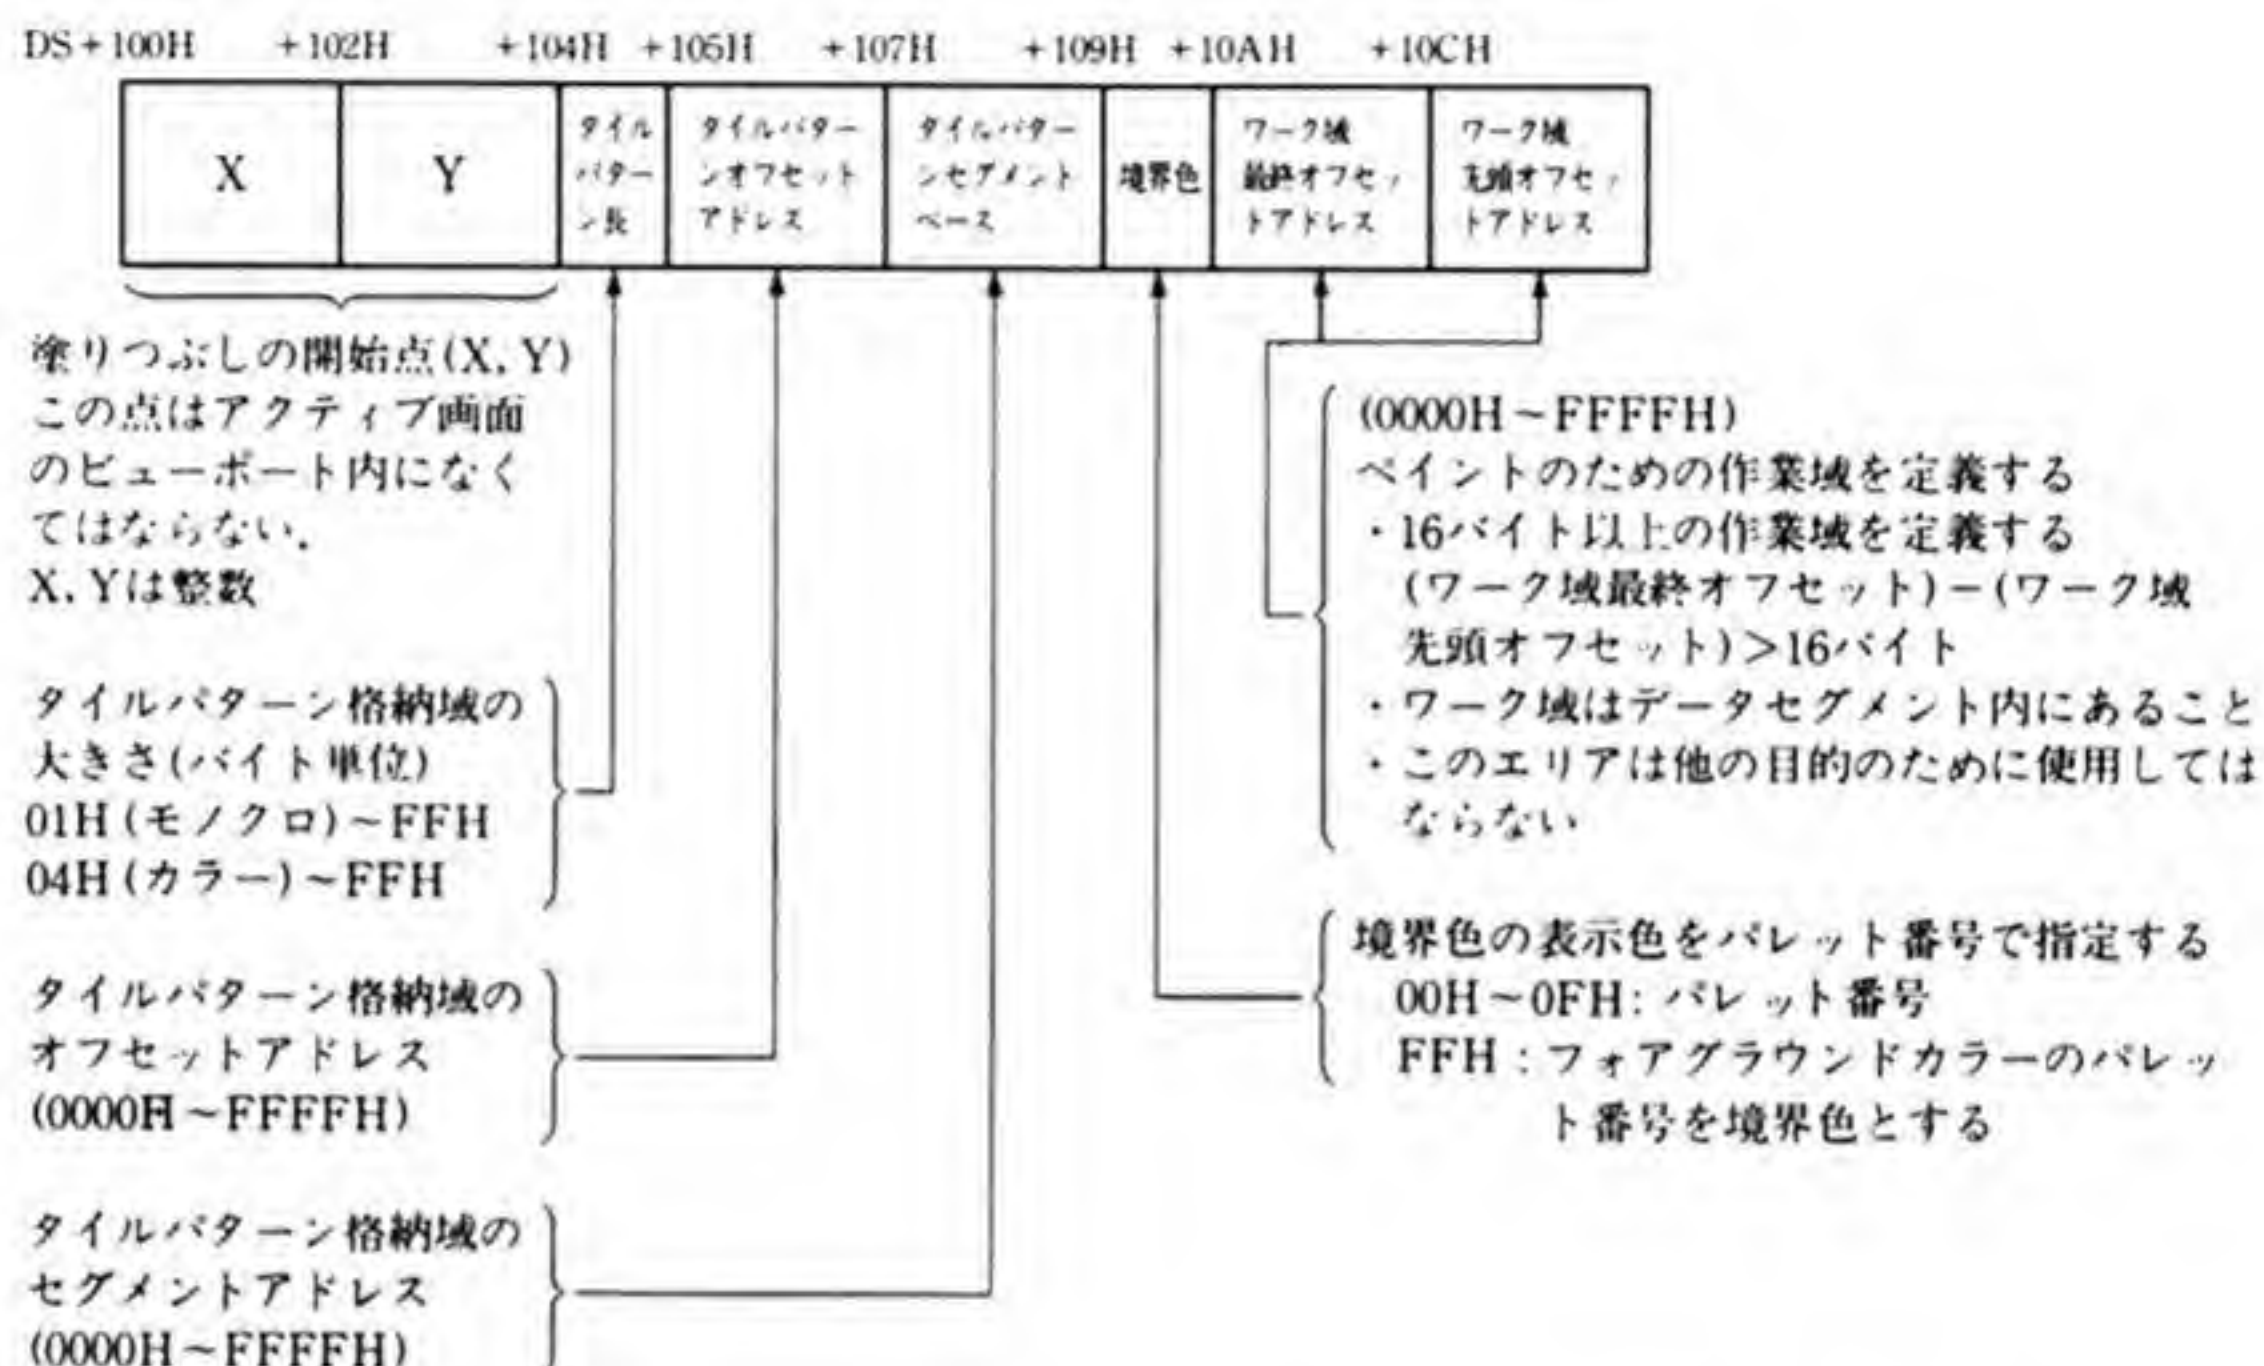 DS+100H +102H +104H +105H +107H +109H +10AH +10CH
X
Y
タイル
パター
ン長
タイルパター
ンオフセット
アドレス
タイルパター
ンセグメント
ベース
境界色
ワーク域
最終オフセッ
トアドレス
ワーク域
先頭オフセッ
トアドレス
塗りつぶしの開始点(X, Y)
この点はアクティブ画面
のビューポート内になく
てはならない.
X, Yは整数
タイルパターン格納域の
大きさ(バイト単位)
01H(モノクロ)~FFH
04H(カラー)~FFH
タイルパターン格納域の
オフセットアドレス
(0000H~FFFFH)
タイルパターン格納域の
セグメントアドレス
(0000H~FFFFH)
(0000H~FFFFH)
ペイントのための作業域を定義する
・16バイト以上の作業域を定義する
(ワーク域最終オフセット)-(ワーク域
先頭オフセット)>16バイト
・ワーク域はデータセグメント内にあること
・このエリアは他の目的のために使用しては
ならない
境界色の表示色をパレット番号で指定する
00H~0FH: パレット番号
FFH:フォアグラウンドカラーのパレッ
ト番号を境界色とする